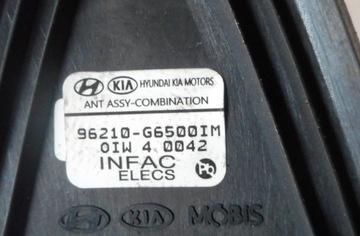 KIA HYUNDAI KIA MOTORS
ANT ASSY-COMBINATION
96210-G6500IM
OIW 4 0042
INFAC
ELECS
KIA MOBIS